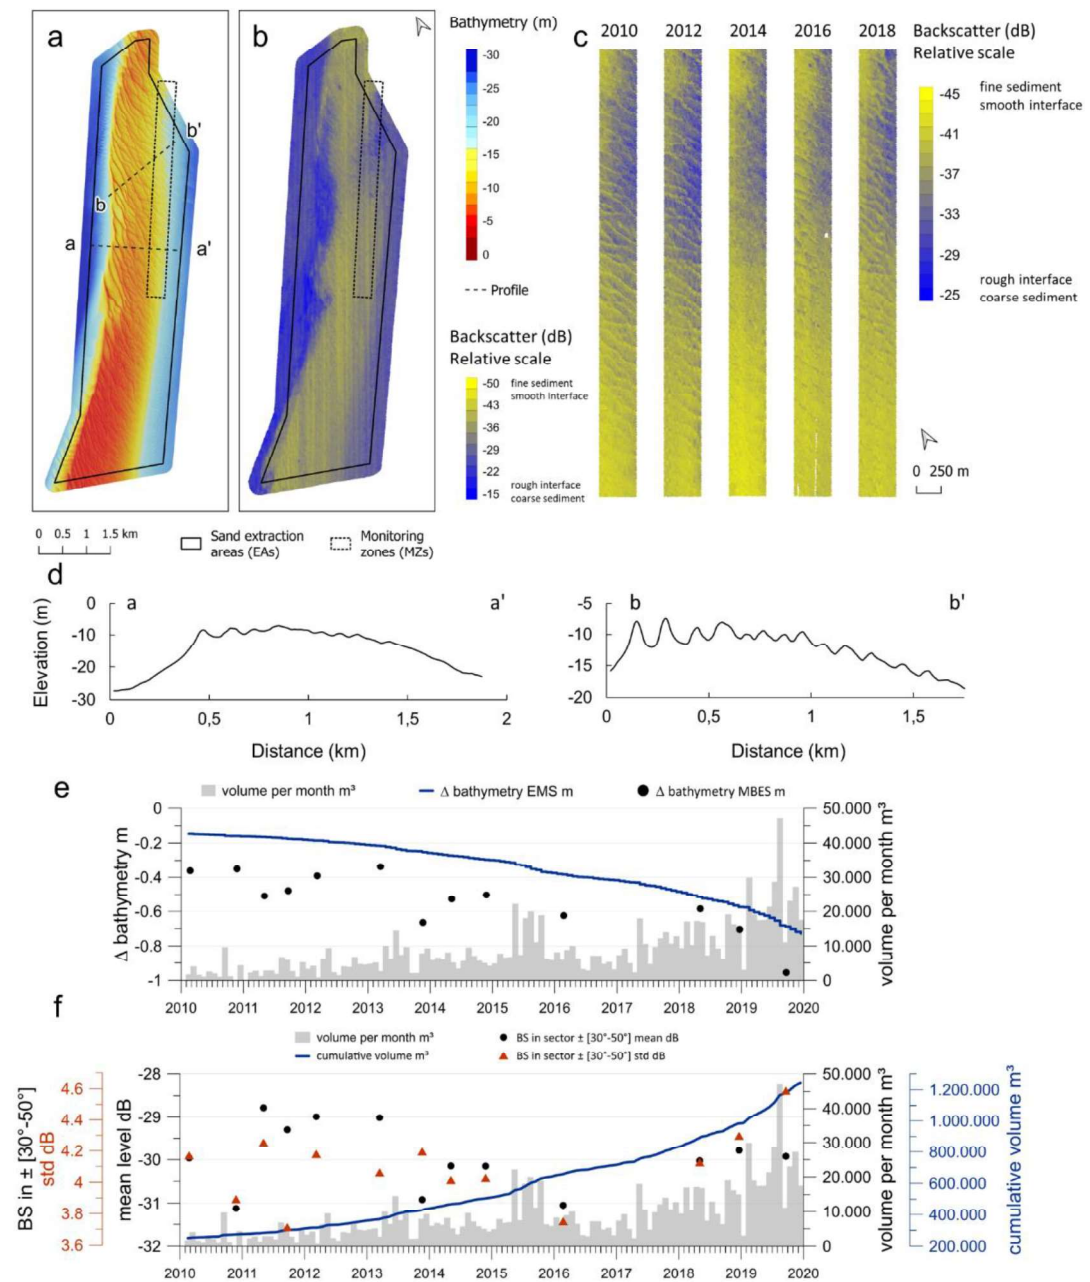 a
b
b'
b
a
a'
Bathymetry (m)
-30
-25
-20
-15
-10
-5
0
Profile
Backscatter (dB)
Relative scale
-50
-43
-36
-29
-22
-15
fine sediment
smooth interface
rough interface
coarse sediment
c
2010 2012 2014 2016 2018
Backscatter (dB)
Relative scale
-45
-41
-37
-33
-29
-25
fine sediment
smooth interface
rough interface
coarse sediment
0 250 m
0 0.5 1 1.5 km
Sand extraction
areas (EAs)
Monitoring
zones (MZs)
d
Elevation (m)
0
-10
-20
-30
a
a'
0 0,5 1 1,5 2
Distance (km)
-5
-10
-15
-20
b
b'
0 0,5 1 1,5
Distance (km)
e
volume per month m³
Δ bathymetry EMS m
Δ bathymetry MBES m
Δ bathymetry m
0
-0.2
-0.4
-0.6
-0.8
-1
50.000
40.000
30.000
20.000
10.000
0
volume per month m³
2010 2011 2012 2013 2014 2015 2016 2017 2018 2019 2020
f
volume per month m³
cumulative volume m³
BS in sector ± [30°-50°] mean dB
BS in sector ± [30°-50°] std dB
BS in ± [30°-50°]
std dB
4.6
4.4
4.2
4
3.8
3.6
mean level dB
-28
-29
-30
-31
-32
50.000
40.000
30.000
20.000
10.000
0
volume per month m³
1.200.000
1.000.000
800.000
600.000
400.000
200.000
cumulative volume m³
2010 2011 2012 2013 2014 2015 2016 2017 2018 2019 2020